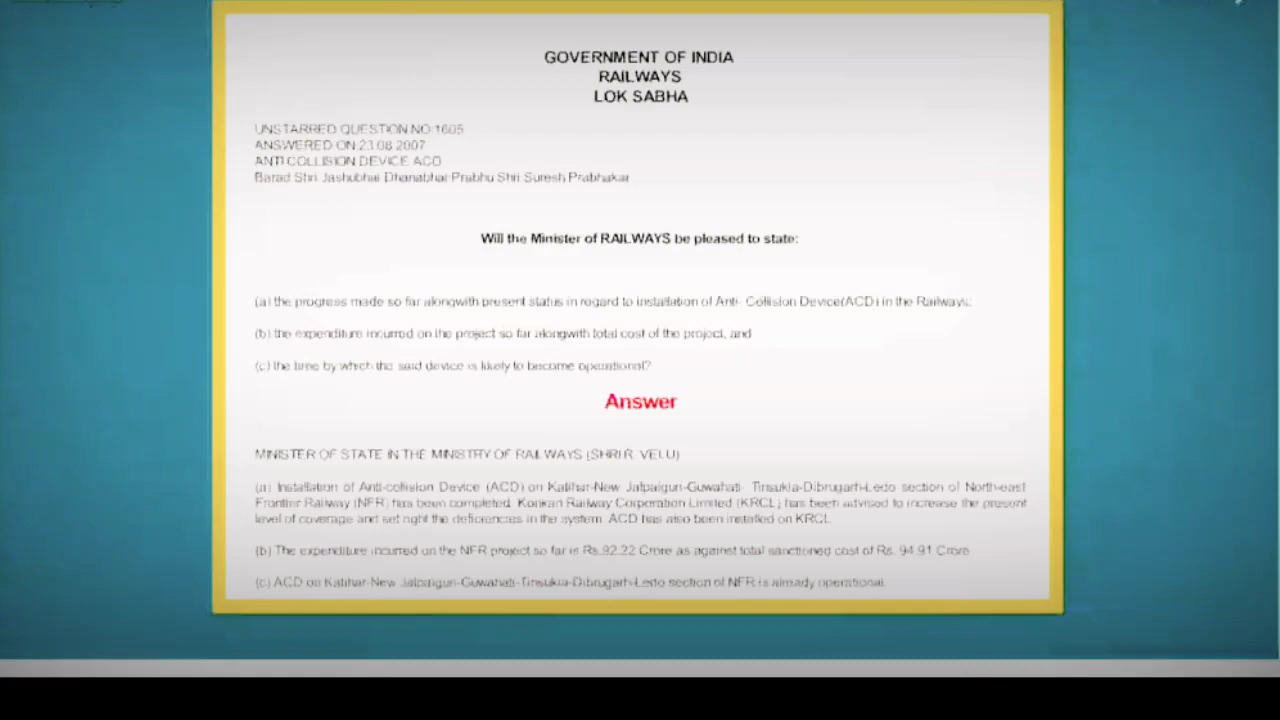 GOVERNMENT OF INDIA
RAILWAYS
LOK SABHA
UNSTARRED QUESTION NO 1605
ANSWERED ON 23.08.2007
ANTI COLLISION DEVICE ACD
Barad Shri Jashubhai Dhanabhai Prabhu Shri Suresh Prabhakar
Will the Minister of RAILWAYS be pleased to state:
(a) the progress made so far alongwith present status in regard to installation of Anti- Collision Device(ACD) in the Railways;
(b) the expenditure incurred on the project so far alongwith total cost of the project, and
(c) the time by which the said device is likely to become operational?
Answer
MINISTER OF STATE IN THE MINISTRY OF RAILWAYS (SHRI R. VELU)
(a) Installation of Anti-collision Device (ACD) on Katihar-New Jalpaiguri-Guwahati- Tinsukia-Dibrugarh-Ledo section of Northeast
Frontier Railway (NFR) has been completed. Konkan Railway Corporation Limited (KRCL) has been advised to increase the present
level of coverage and set right the deficiencies in the system. ACD has also been installed on KRCL.
(b) The expenditure incurred on the NFR project so far is Rs.92.22 Crore as against total sanctioned cost of Rs. 94.91 Crore
(c) ACD on Katihar-New Jalpaiguri-Guwahati-Tinsukia-Dibrugarh-Ledo section of NFR is already operational.